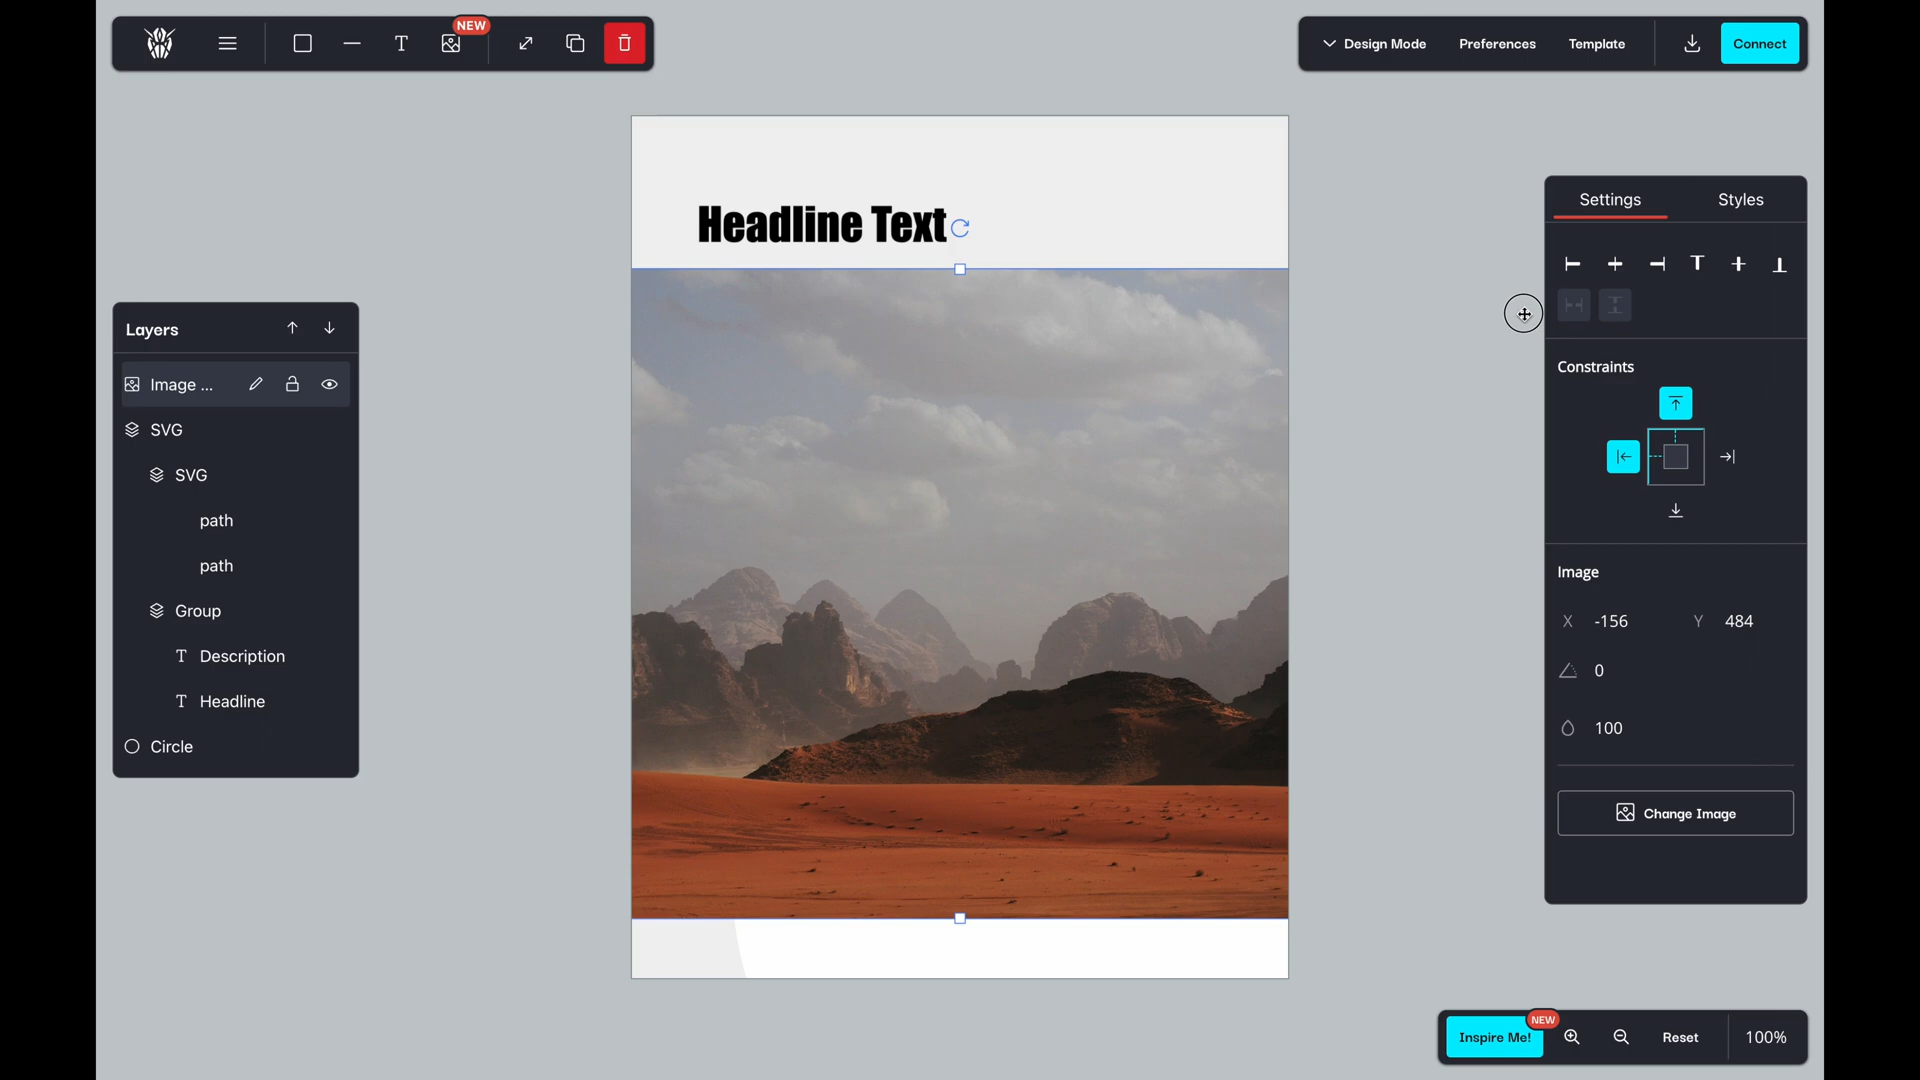 NEW
Design Mode
Preferences
Template
Connect
Headline Text
Settings
Styles
Layers
Image ...
SVG
SVG
path
path
Group
T Description
T Headline
Circle
Constraints
Image
X -156 Y 484
0
100
Change Image
NEW
Inspire Me!
Reset
100%